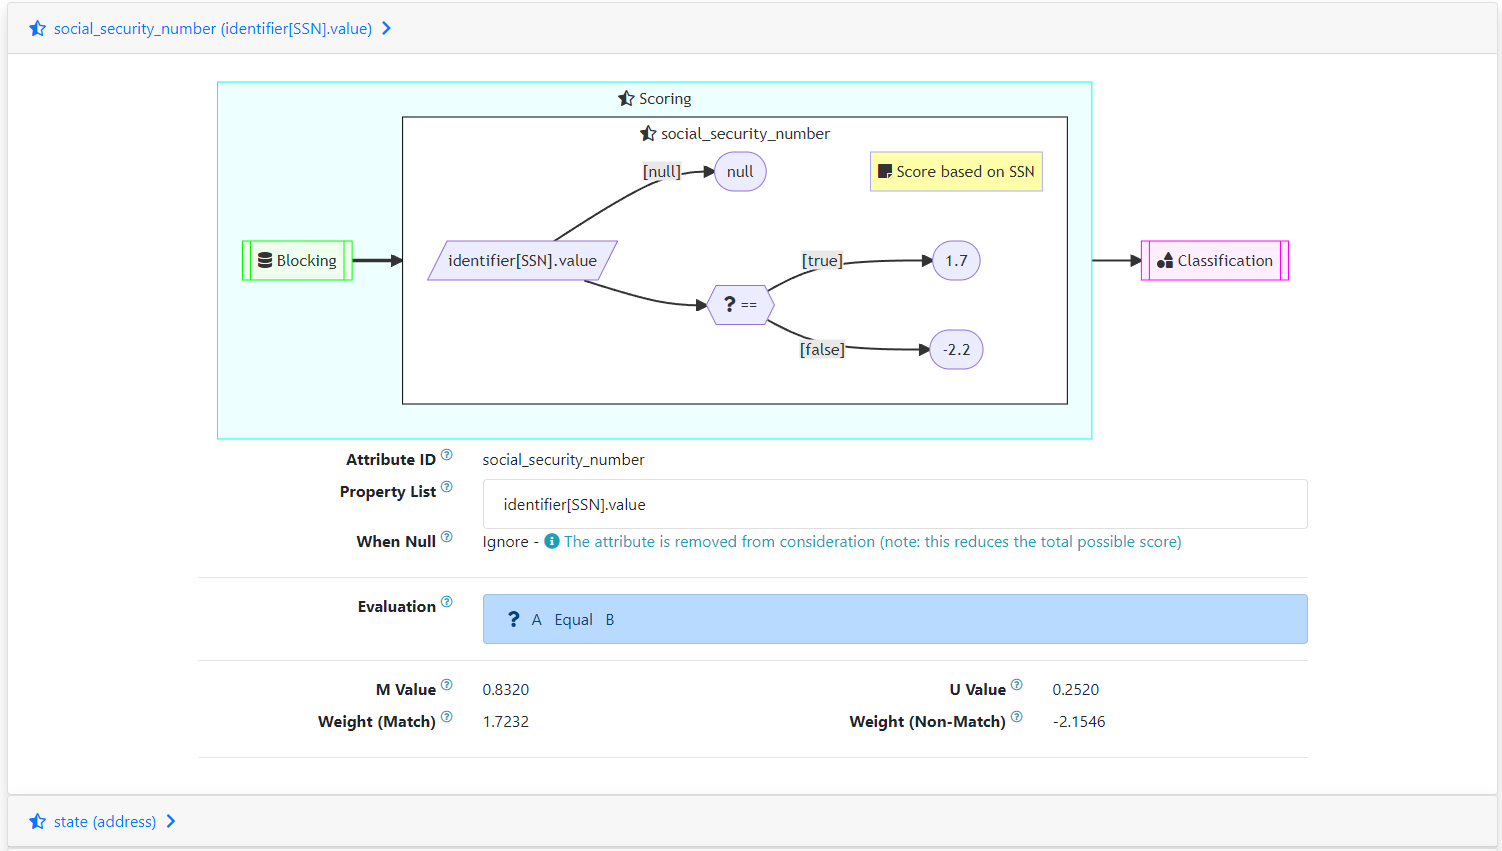 social_security_number (identifier[SSN].value)
Scoring
social_security_number
[null]
null
Score based on SSN
Blocking
identifier[SSN].value
[true]
1.7
Classification
? ==
[false]
-2.2
Attribute ID ? social_security_number
Property List ? identifier[SSN].value
When Null ? Ignore - The attribute is removed from consideration (note: this reduces the total possible score)
Evaluation ? ? A Equal B
M Value ? 0.8320 U Value ? 0.2520
Weight (Match) ? 1.7232 Weight (Non-Match) ? -2.1546
state (address)